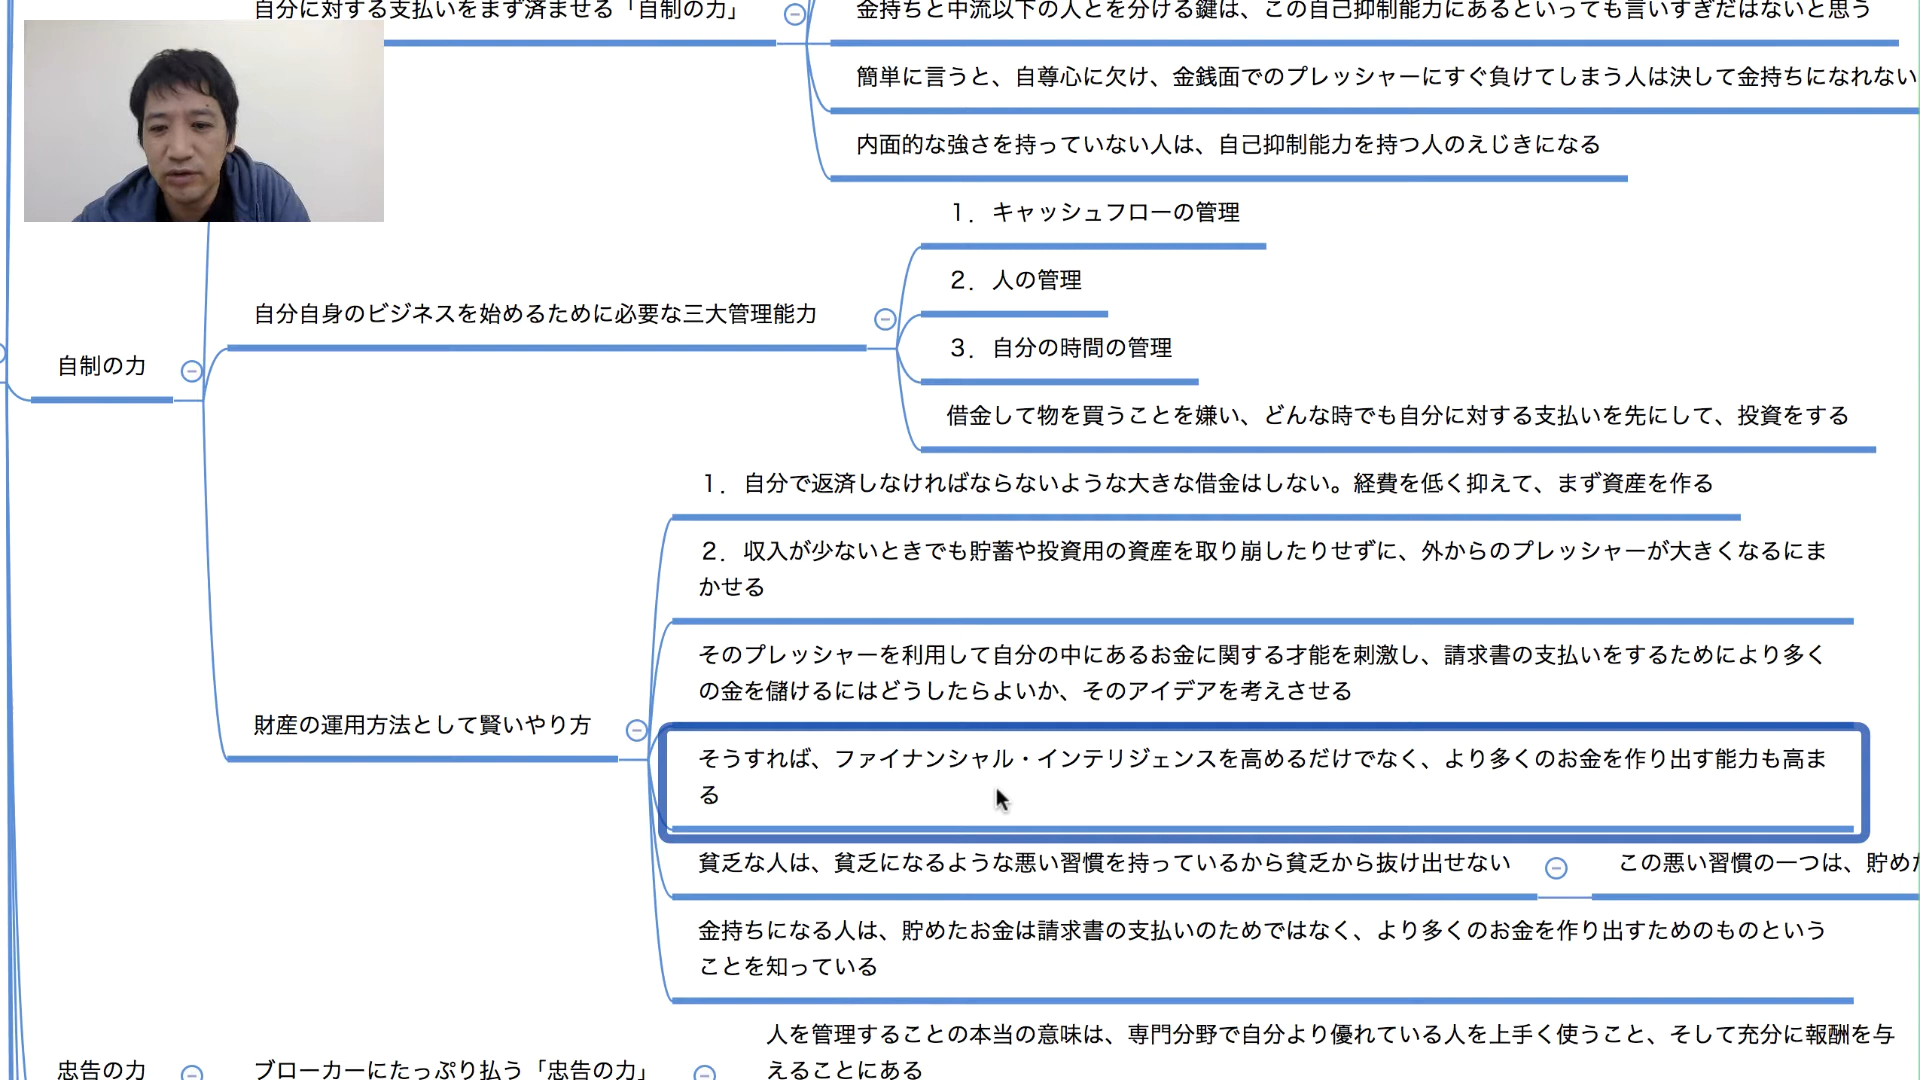 自分に対する支払いをまず済ませる「自制の力」
金持ちと中流以下の人とを分ける鍵は、この自己抑制能力にあるといっても言いすぎだはないと思う
簡単に言うと、自尊心に欠け、金銭面でのプレッシャーにすぐ負けてしまう人は決して金持ちになれない
内面的な強さを持っていない人は、自己抑制能力を持つ人のえじきになる
自制の力
自分自身のビジネスを始めるために必要な三大管理能力
１．キャッシュフローの管理
２．人の管理
３．自分の時間の管理
借金して物を買うことを嫌い、どんな時でも自分に対する支払いを先にして、投資をする
財産の運用方法として賢いやり方
１．自分で返済しなければならないような大きな借金はしない。経費を低く抑えて、まず資産を作る
２．収入が少ないときでも貯蓄や投資用の資産を取り崩したりせずに、外からのプレッシャーが大きくなるにま
かせる
そのプレッシャーを利用して自分の中にあるお金に関する才能を刺激し、請求書の支払いをするためにより多く
の金を儲けるにはどうしたらよいか、そのアイデアを考えさせる
そうすれば、ファイナンシャル・インテリジェンスを高めるだけでなく、より多くのお金を作り出す能力も高ま
る
貧乏な人は、貧乏になるような悪い習慣を持っているから貧乏から抜け出せない
この悪い習慣の一つは、貯め
金持ちになる人は、貯めたお金は請求書の支払いのためではなく、より多くのお金を作り出すためのものという
ことを知っている
忠告の力
ブローカーにたっぷり払う「忠告の力」
人を管理することの本当の意味は、専門分野で自分より優れている人を上手く使うこと、そして充分に報酬を与
えることにある